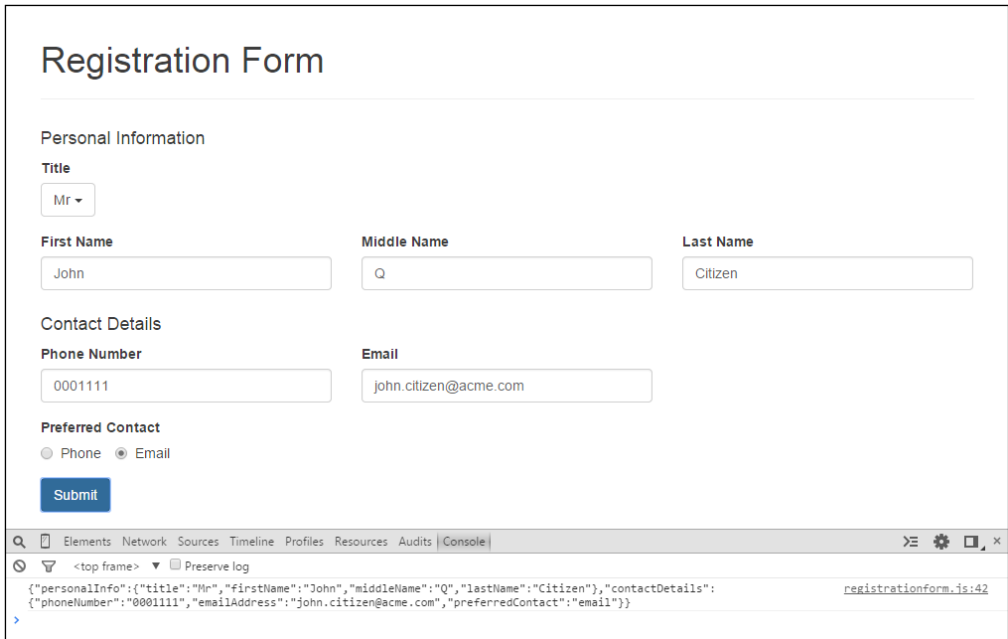 Registration Form
Personal Information
Title
Mr
First Name Middle Name Last Name
John Q Citizen
Contact Details
Phone Number Email
0001111 john.citizen@acme.com
Preferred Contact
Phone Email
Submit
Elements Network Sources Timeline Profiles Resources Audits Console
<top frame> ▼ Preserve log
{"personalInfo":{"title":"Mr","firstName":"John","middleName":"Q","lastName":"Citizen"},"contactDetails": registrationform.js:42
{"phoneNumber":"0001111","emailAddress":"john.citizen@acme.com","preferredContact":"email"}}
>